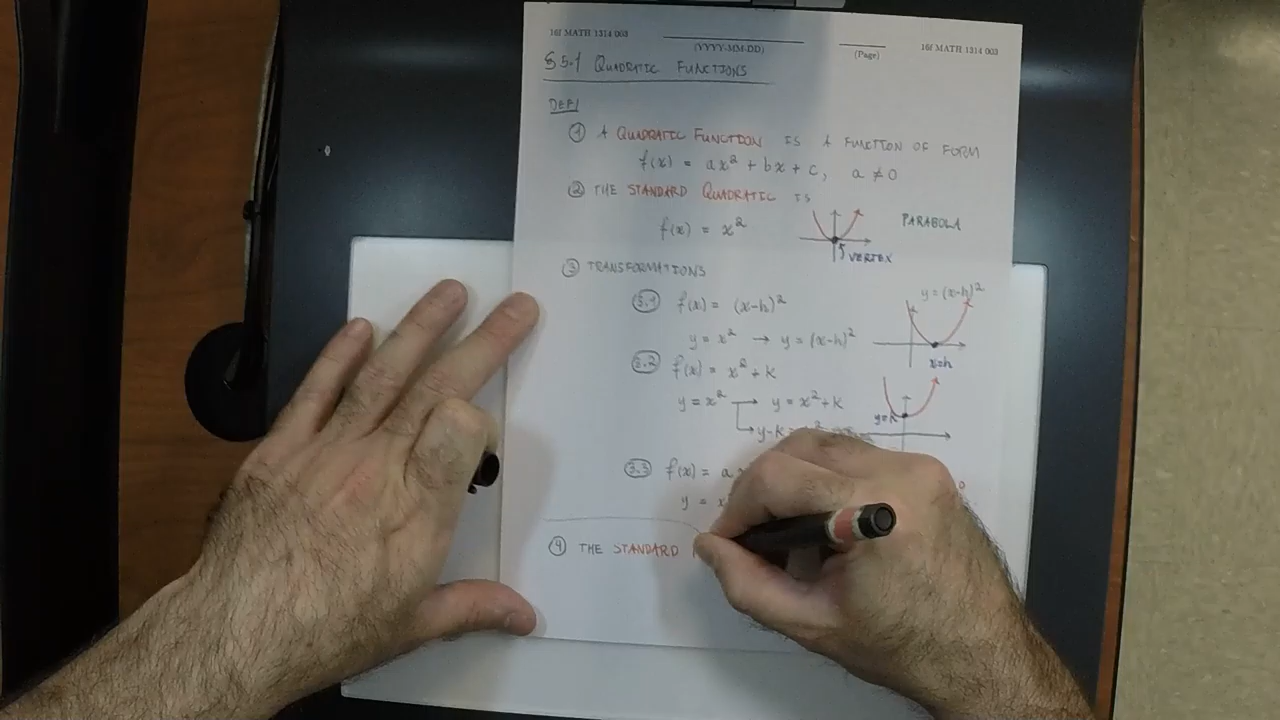 16f MATH 1314 003 (YYYY-MM-DD) (Page) 16f MATH 1314 003
§5.1 QUADRATIC FUNCTIONS
DEF/
① A QUADRATIC FUNCTION IS A FUNCTION OF FORM
f(x) = ax² + bx + c, a ≠ 0
② THE STANDARD QUADRATIC IS
f(x) = x²
PARABOLA
VERTEX
③ TRANSFORMATIONS
3.1 f(x) = (x-h)²
y = (x-h)²
y = x² → y = (x-h)²
x=h
3.2 f(x) = x² + k
y = x² → y = x²+k
y=k
y-k = x²
3.3 f(x) = a
y = x
④ THE STANDARD